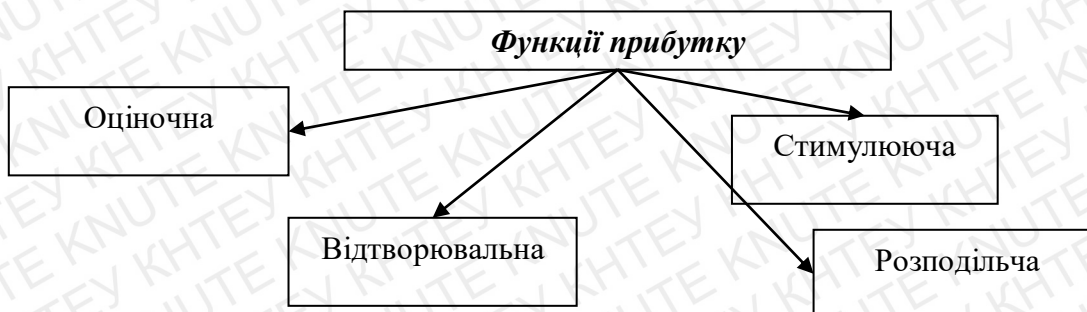 Функції прибутку
Оціночна
Стимулююча
Відтворювальна
Розподільча